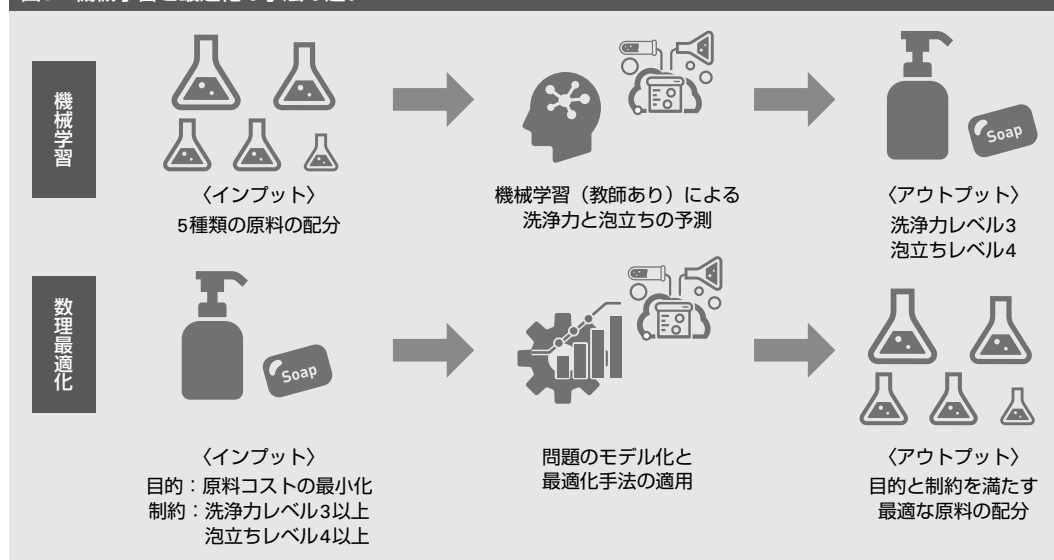 機械学習
Soap
〈インプット〉
5種類の原料の配分
機械学習（教師あり）による
洗浄力と泡立ちの予測
〈アウトプット〉
洗浄力レベル3
泡立ちレベル4
数理最適化
Soap
〈インプット〉
目的：原料コストの最小化
制約：洗浄力レベル3以上
泡立ちレベル4以上
問題のモデル化と
最適化手法の適用
〈アウトプット〉
目的と制約を満たす
最適な原料の配分